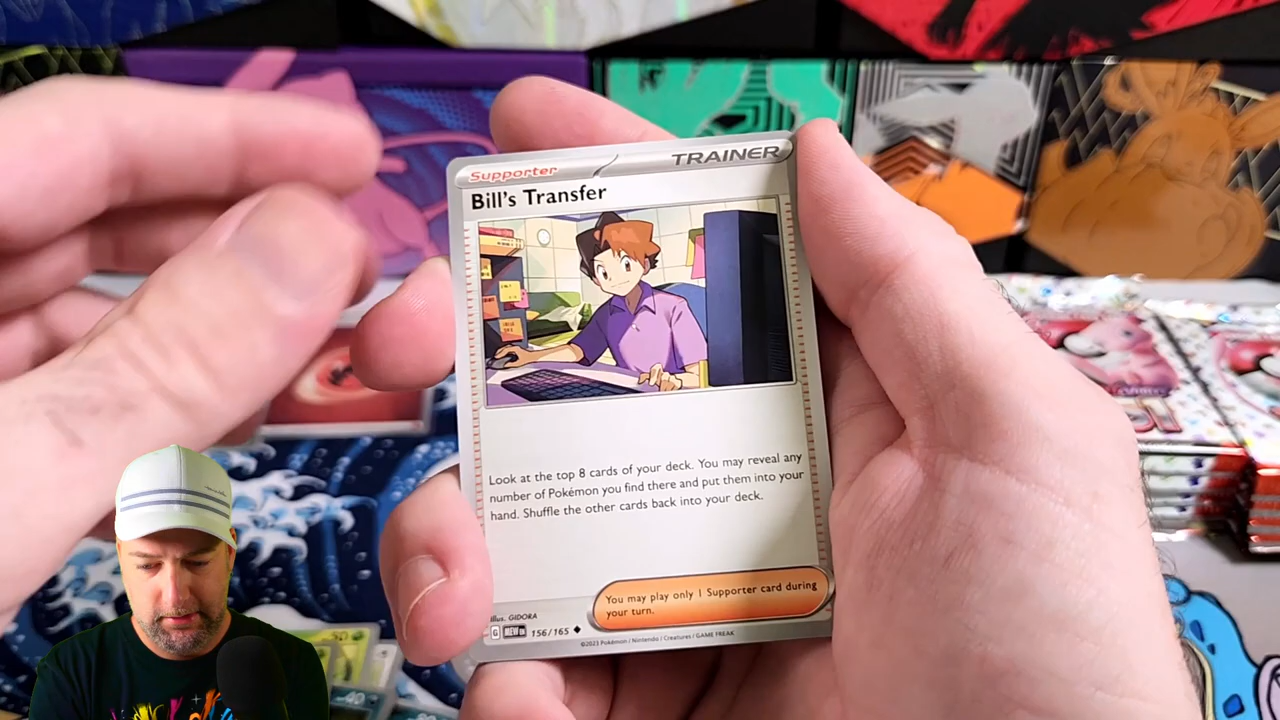 Supporter
TRAINER
Bill's Transfer
Look at the top 8 cards of your deck. You may reveal any
number of Pokémon you find there and put them into your
hand. Shuffle the other cards back into your deck.
You may play only 1 Supporter card during
your turn.
Illus. GIDORA
G MEW EN 156/165 ◆
©2023 Pokémon / Nintendo / Creatures / GAME FREAK